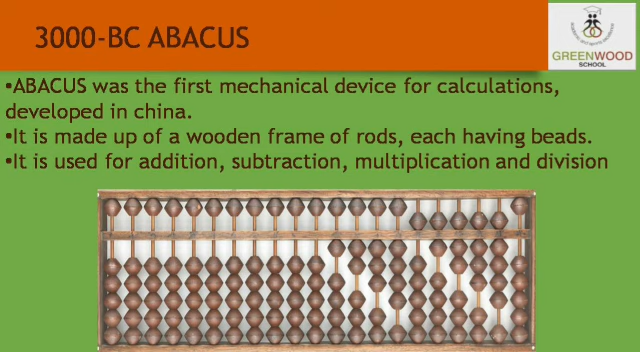 3000-BC ABACUS
GREENWOOD
SCHOOL
•ABACUS was the first mechanical device for calculations,
developed in china.
•It is made up of a wooden frame of rods, each having beads.
•It is used for addition, subtraction, multiplication and division